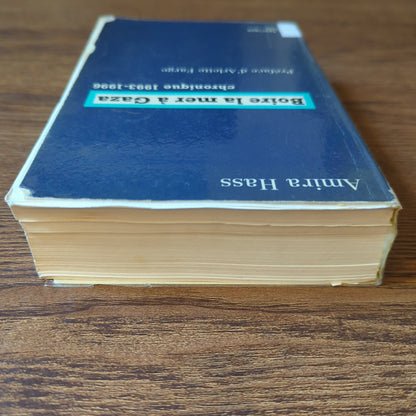 Amira Hass
Boire la mer à Gaza
chronique 1993-1996
Préface d'Arlette Farge